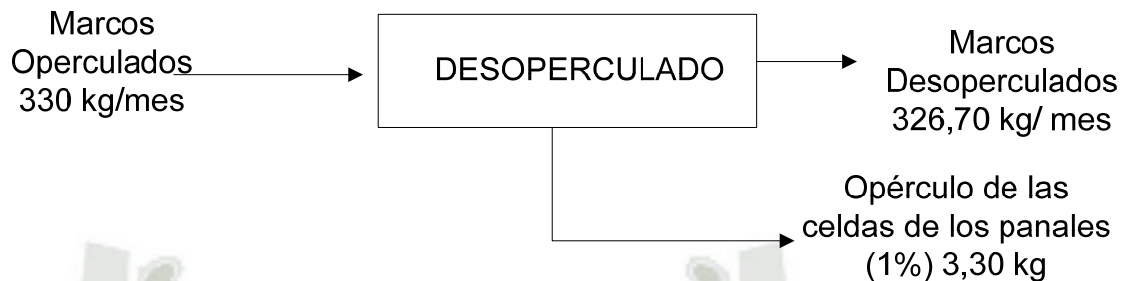 Marcos
Operculados
330 kg/mes
DESOPERCULADO
Marcos
Desoperculados
326,70 kg/ mes
Opérculo de las
celdas de los panales
(1%) 3,30 kg